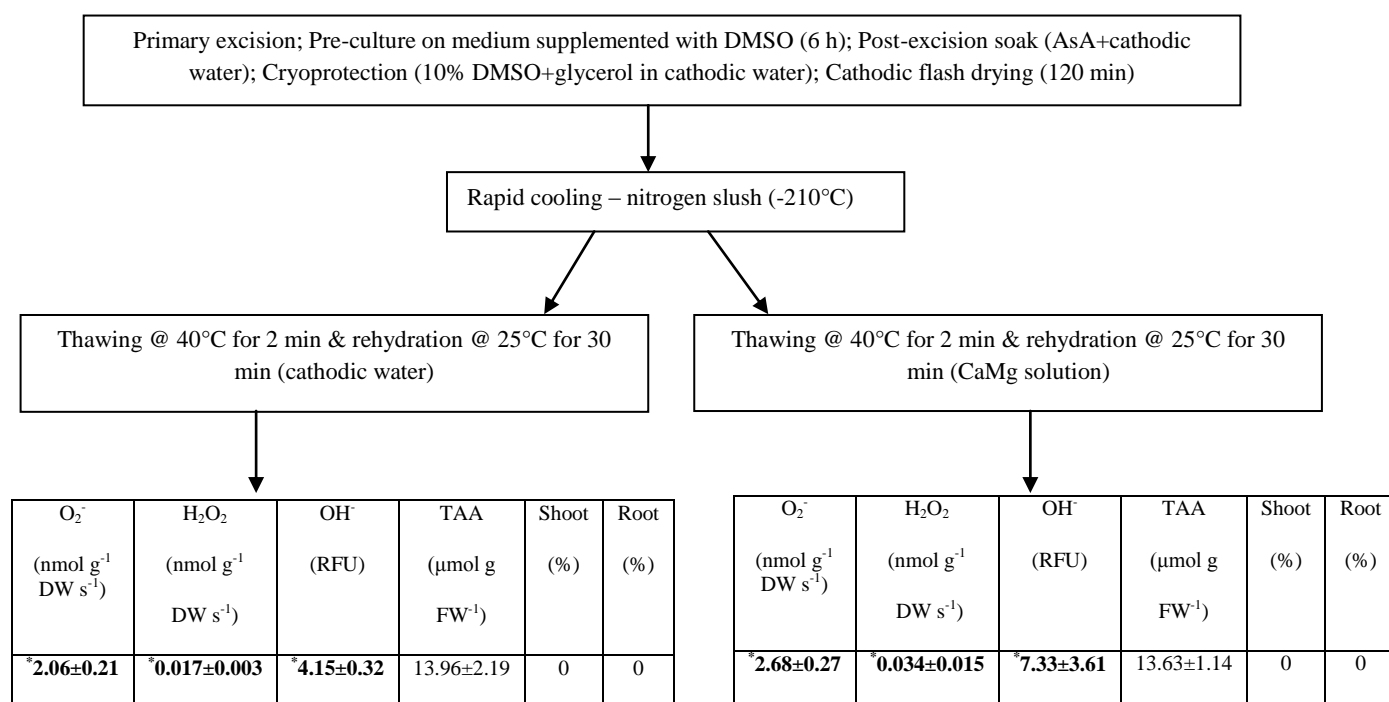 Primary excision; Pre-culture on medium supplemented with DMSO (6 h); Post-excision soak (AsA+cathodic
water); Cryoprotection (10% DMSO+glycerol in cathodic water); Cathodic flash drying (120 min)
Rapid cooling – nitrogen slush (-210°C)
Thawing @ 40°C for 2 min & rehydration @ 25°C for 30
min (cathodic water)
Thawing @ 40°C for 2 min & rehydration @ 25°C for 30
min (CaMg solution)
O₂⁻ H₂O₂ OH⁻ TAA Shoot Root
(nmol g⁻¹ (nmol g⁻¹ (RFU) (μmol g (%) (%)
DW s⁻¹) DW s⁻¹) FW⁻¹)
*2.06±0.21 *0.017±0.003 *4.15±0.32 13.96±2.19 0 0
O₂⁻ H₂O₂ OH⁻ TAA Shoot Root
(nmol g⁻¹ (nmol g⁻¹ (RFU) (μmol g (%) (%)
DW s⁻¹) DW s⁻¹) FW⁻¹)
*2.68±0.27 *0.034±0.015 *7.33±3.61 13.63±1.14 0 0